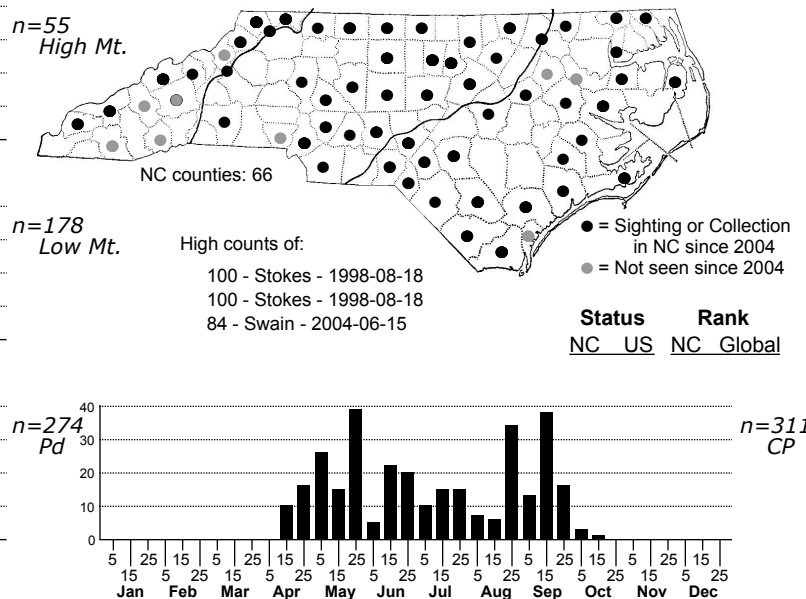 n=55
High Mt.
NC counties: 66
n=178
Low Mt.
High counts of:
100 - Stokes - 1998-08-18
100 - Stokes - 1998-08-18
84 - Swain - 2004-06-15
= Sighting or Collection
in NC since 2004
= Not seen since 2004
Status Rank
NC US NC Global
n=274
Pd
40
30
20
10
0
n=311
CP
5 25 15 5 25 15 5 25 15 5 25 15 5 25 15 5 25 15
15 5 25 15 5 25 15 5 25 15 5 25 15 5 25 15 5 25
Jan Feb Mar Apr May Jun Jul Aug Sep Oct Nov Dec